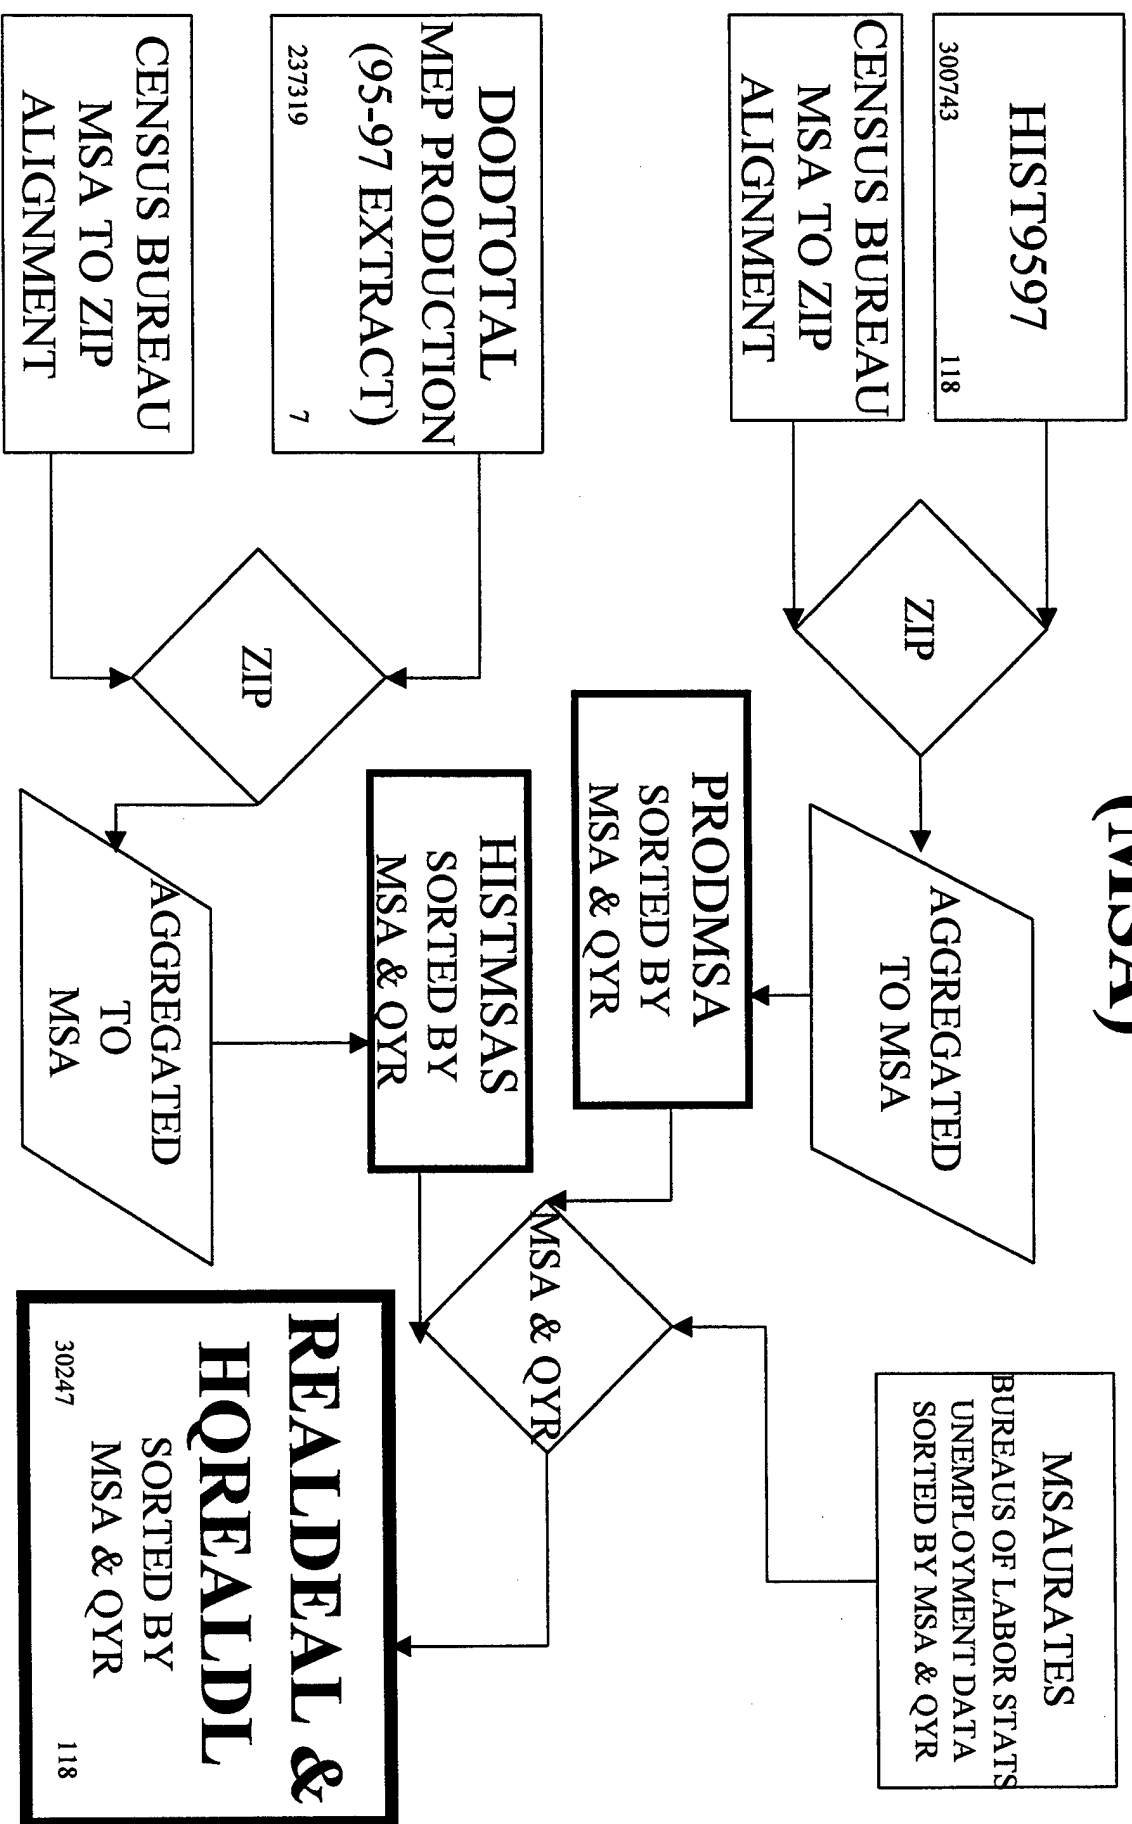 (MSA)
HIST9597
300743 118
CENSUS BUREAU
MSA TO ZIP
ALIGNMENT
ZIP
AGGREGATED
TO MSA
MSAURATES
BUREAUS OF LABOR STATS
UNEMPLOYMENT DATA
SORTED BY MSA & QYR
PRODMSA
SORTED BY
MSA & QYR
DODTOTAL
MEP PRODUCTION
(95-97 EXTRACT)
237319 7
HISTMSAS
SORTED BY
MSA & QYR
MSA & QYR
CENSUS BUREAU
MSA TO ZIP
ALIGNMENT
ZIP
AGGREGATED
TO
MSA
REALDEAL &
HQREALDL
SORTED BY
MSA & QYR
30247 118